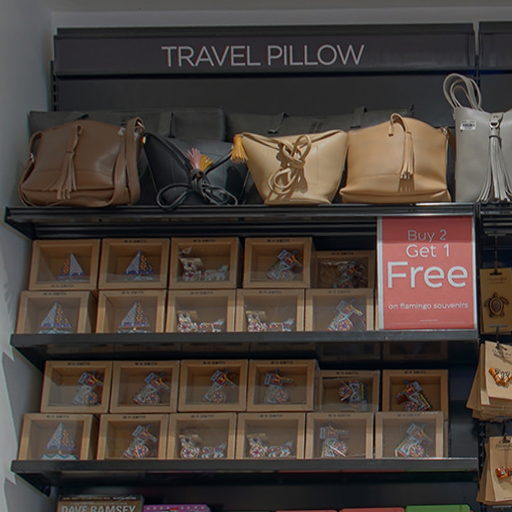 TRAVEL PILLOW
Buy 2
Get 1
Free
on flamingo souvenirs
DAVE RAMSEY